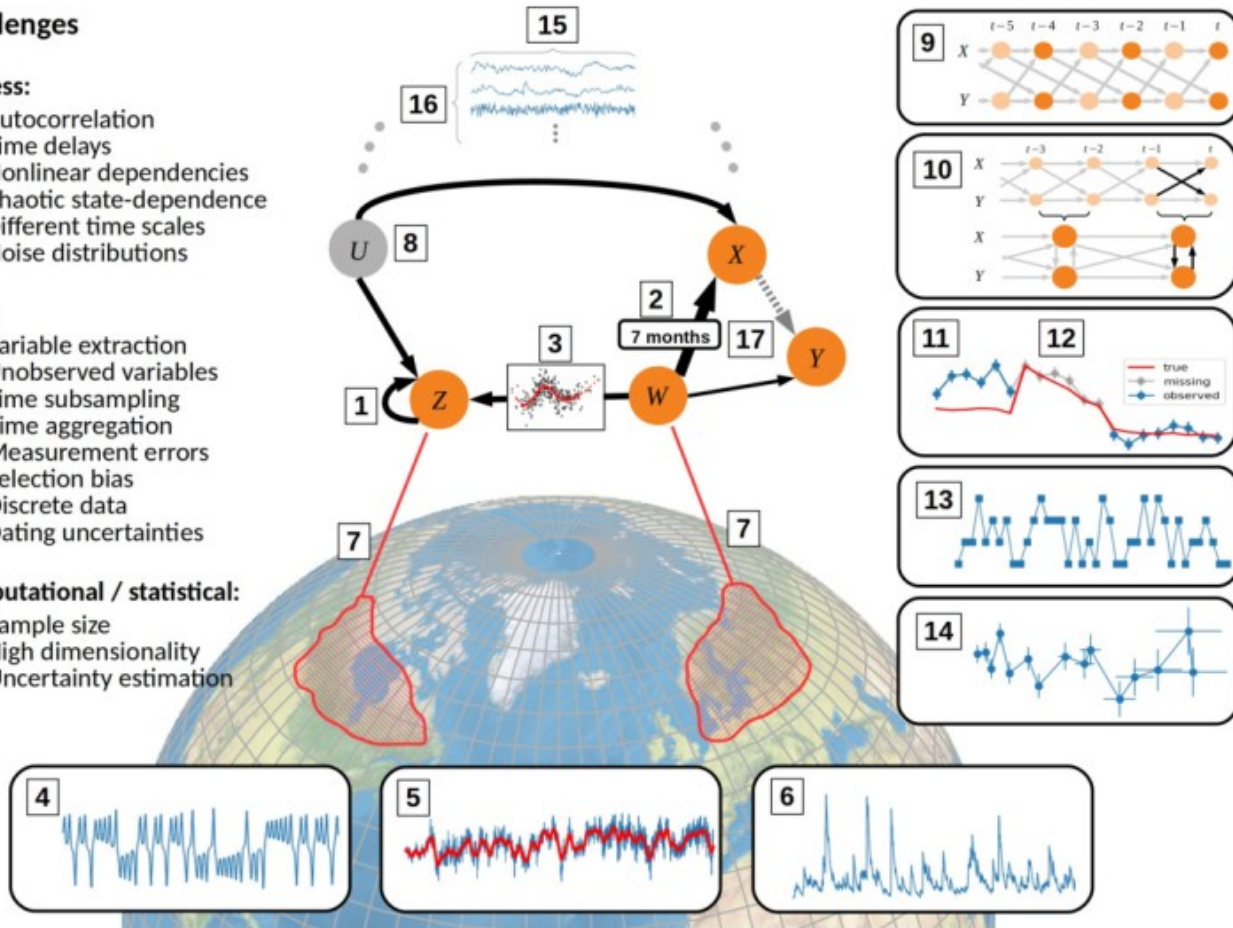 lenges
ess:
utocorrelation
ime delays
onlinear dependencies
haotic state-dependence
ifferent time scales
oise distributions
ariable extraction
nobserved variables
ime subsampling
ime aggregation
Measurement errors
election bias
iscrete data
ating uncertainties
utational / statistical:
ample size
igh dimensionality
Uncertainty estimation
15
16
U
8
X
2
7 months
17
3
Y
1
Z
W
7
7
4
5
6
9
t−5 t−4 t−3 t−2 t−1 t
X
Y
10
t−3 t−2 t−1 t
X
Y
X
Y
11
12
true
missing
observed
13
14